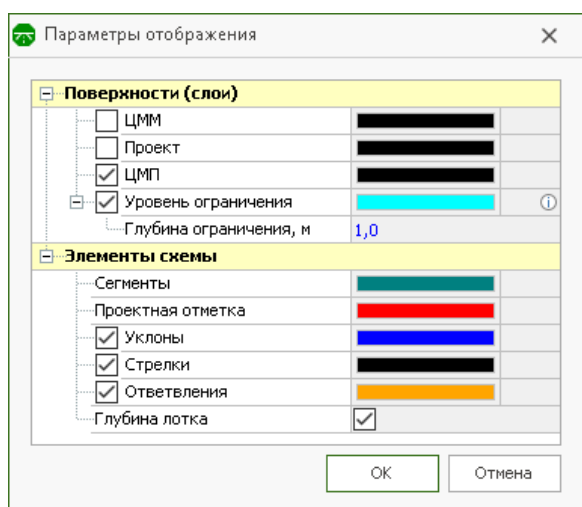 Параметры отображения
Поверхности (слои)
ЦММ
Проект
ЦМП
Уровень ограничения
Глубина ограничения, м 1,0
Элементы схемы
Сегменты
Проектная отметка
Уклоны
Стрелки
Ответвления
Глубина лотка
ОК Отмена